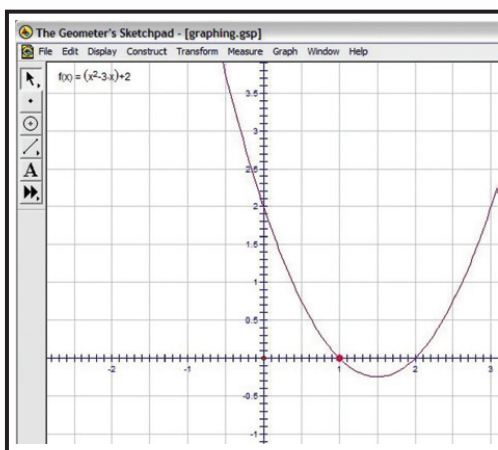 The Geometer's Sketchpad - [graphing.gsp]
File Edit Display Construct Transform Measure Graph Window Help
f(x) = (x²-3·x)+2
A
3.5
3
2.5
2
1.5
1
0.5
-2 -1 1 2 3
-0.5
-1